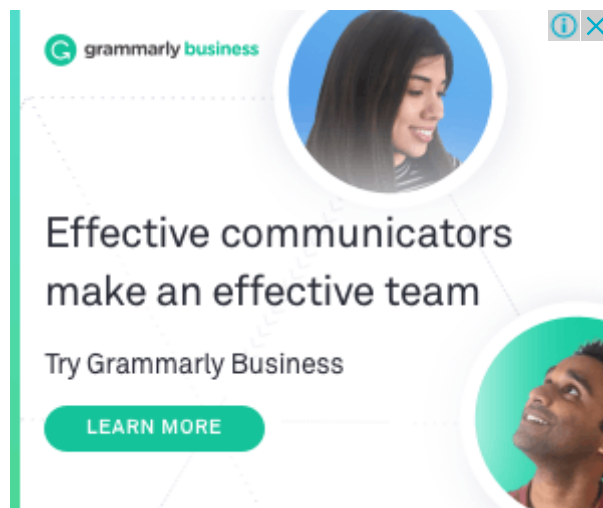 grammarly business
Effective communicators
make an effective team
Try Grammarly Business
LEARN MORE